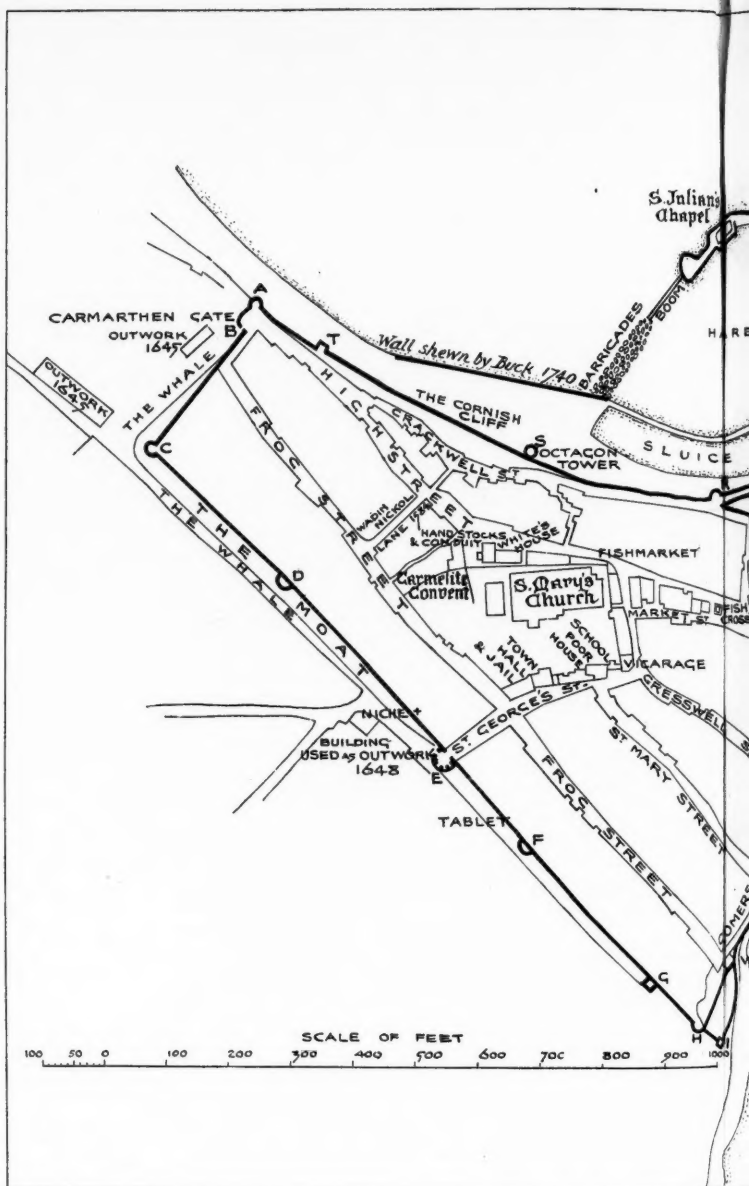 S. Julian's
Chapel
BARRICADES
BOOM
HARB
A
CARMARTHEN GATE
B
OUTWORK
1645
T
Wall shewn by Buck 1740
OUTWORK
1645
THE WHALE
THE CORNISH
CLIFF
HIGH STREET
CRACKWELL ST.
S
OCTAGON
TOWER
SLUICE
C
FROG STREET
THE MOAT
THE WHALE
WADIN
NICKOL
LANE
HAND STOCKS
& CONDUIT
WHITE'S
HOUSE
FISHMARKET
Carmelite
Convent
S. Mary's
Church
D
MARKET ST.
FISH
CROSS
SCHOOL
POOR
HOUSE
TOWN
HALL
& JAIL
VICARAGE
NICHE
ST. GEORGE'S ST.
CRESSWELL S
BUILDING
USED AS OUTWORK
1648
E
ST MARY STREET
TABLET
F
FROG STREET
SOMERS
G
H
I
SCALE OF FEET
100 50 0 100 200 300 400 500 600 700 800 900 1000